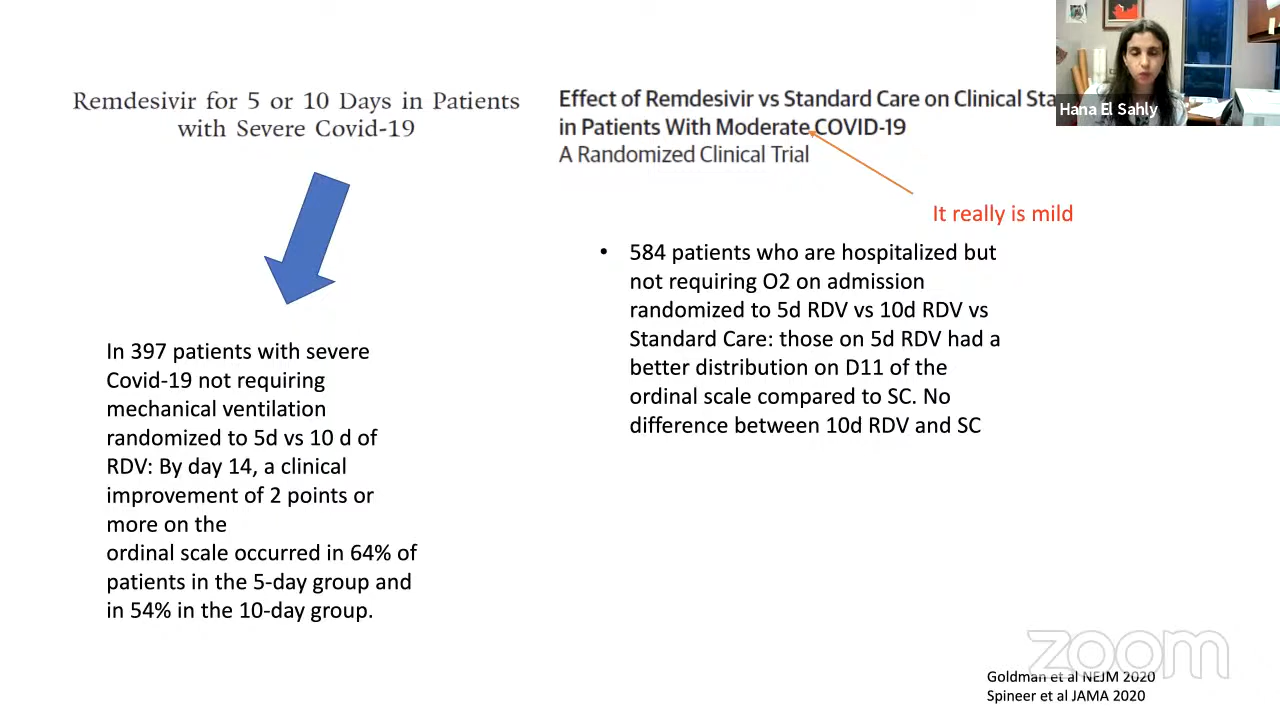 Remdesivir for 5 or 10 Days in Patients
with Severe Covid-19
Effect of Remdesivir vs Standard Care on Clinical Sta
in Patients With Moderate COVID-19
A Randomized Clinical Trial
Hana El Sahly
It really is mild
• 584 patients who are hospitalized but
not requiring O2 on admission
randomized to 5d RDV vs 10d RDV vs
Standard Care: those on 5d RDV had a
better distribution on D11 of the
ordinal scale compared to SC. No
difference between 10d RDV and SC
In 397 patients with severe
Covid-19 not requiring
mechanical ventilation
randomized to 5d vs 10 d of
RDV: By day 14, a clinical
improvement of 2 points or
more on the
ordinal scale occurred in 64% of
patients in the 5-day group and
in 54% in the 10-day group.
zoom
Goldman et al NEJM 2020
Spineer et al JAMA 2020